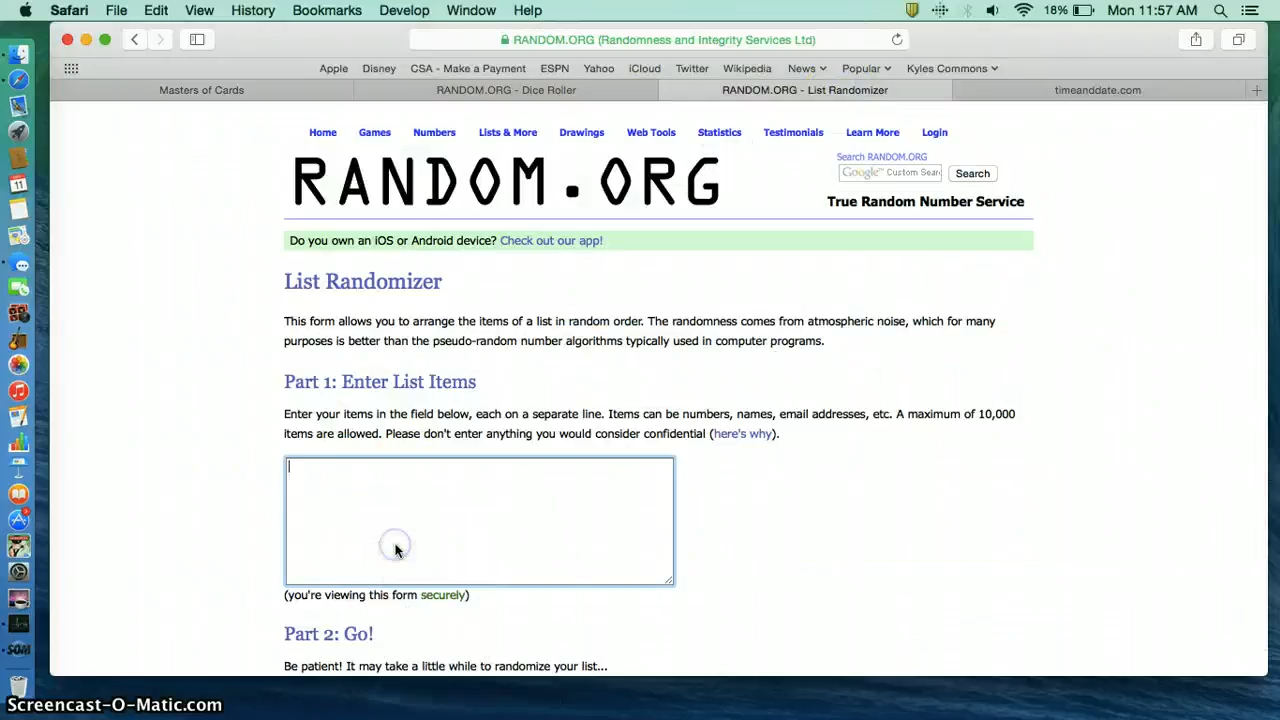 Safari File Edit View History Bookmarks Develop Window Help 18% Mon 11:57 AM
RANDOM.ORG (Randomness and Integrity Services Ltd)
Apple Disney CSA - Make a Payment ESPN Yahoo iCloud Twitter Wikipedia News Popular Kyles Commons
Masters of Cards RANDOM.ORG - Dice Roller RANDOM.ORG - List Randomizer timeanddate.com
Home Games Numbers Lists & More Drawings Web Tools Statistics Testimonials Learn More Login
Search RANDOM.ORG
RANDOM.ORG
Google™ Custom Sear Search
True Random Number Service
Do you own an iOS or Android device? Check out our app!
List Randomizer
This form allows you to arrange the items of a list in random order. The randomness comes from atmospheric noise, which for many
purposes is better than the pseudo-random number algorithms typically used in computer programs.
Part 1: Enter List Items
Enter your items in the field below, each on a separate line. Items can be numbers, names, email addresses, etc. A maximum of 10,000
items are allowed. Please don't enter anything you would consider confidential (here's why).
(you're viewing this form securely)
Part 2: Go!
Be patient! It may take a little while to randomize your list...
SOM
Screencast-O-Matic.com